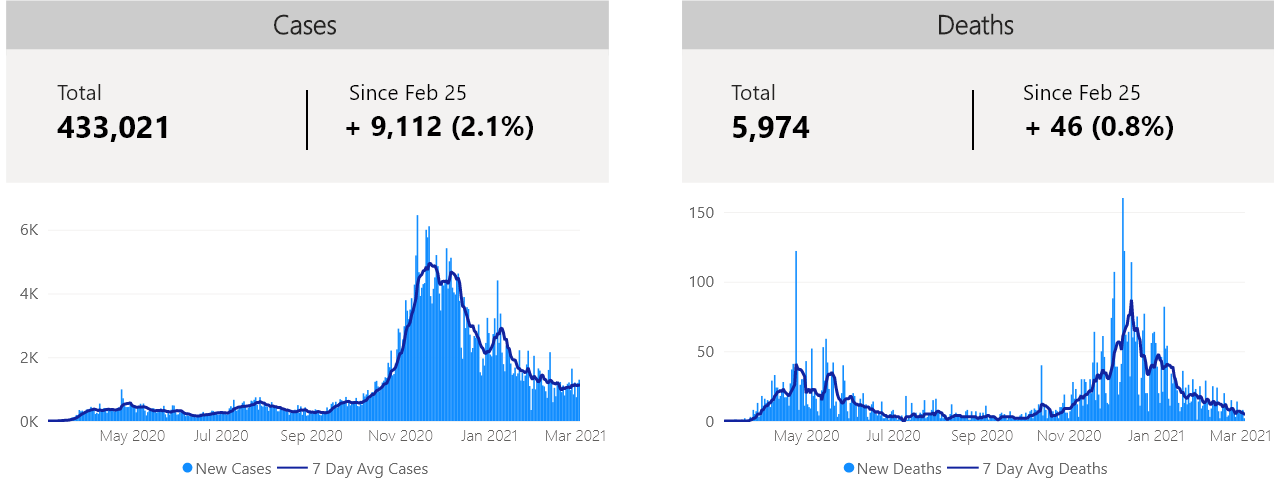 Cases
Total
433,021
Since Feb 25
+ 9,112 (2.1%)
6K
4K
2K
0K
May 2020 Jul 2020 Sep 2020 Nov 2020 Jan 2021 Mar 2021
New Cases 7 Day Avg Cases
Deaths
Total
5,974
Since Feb 25
+ 46 (0.8%)
150
100
50
0
May 2020 Jul 2020 Sep 2020 Nov 2020 Jan 2021 Mar 2021
New Deaths 7 Day Avg Deaths